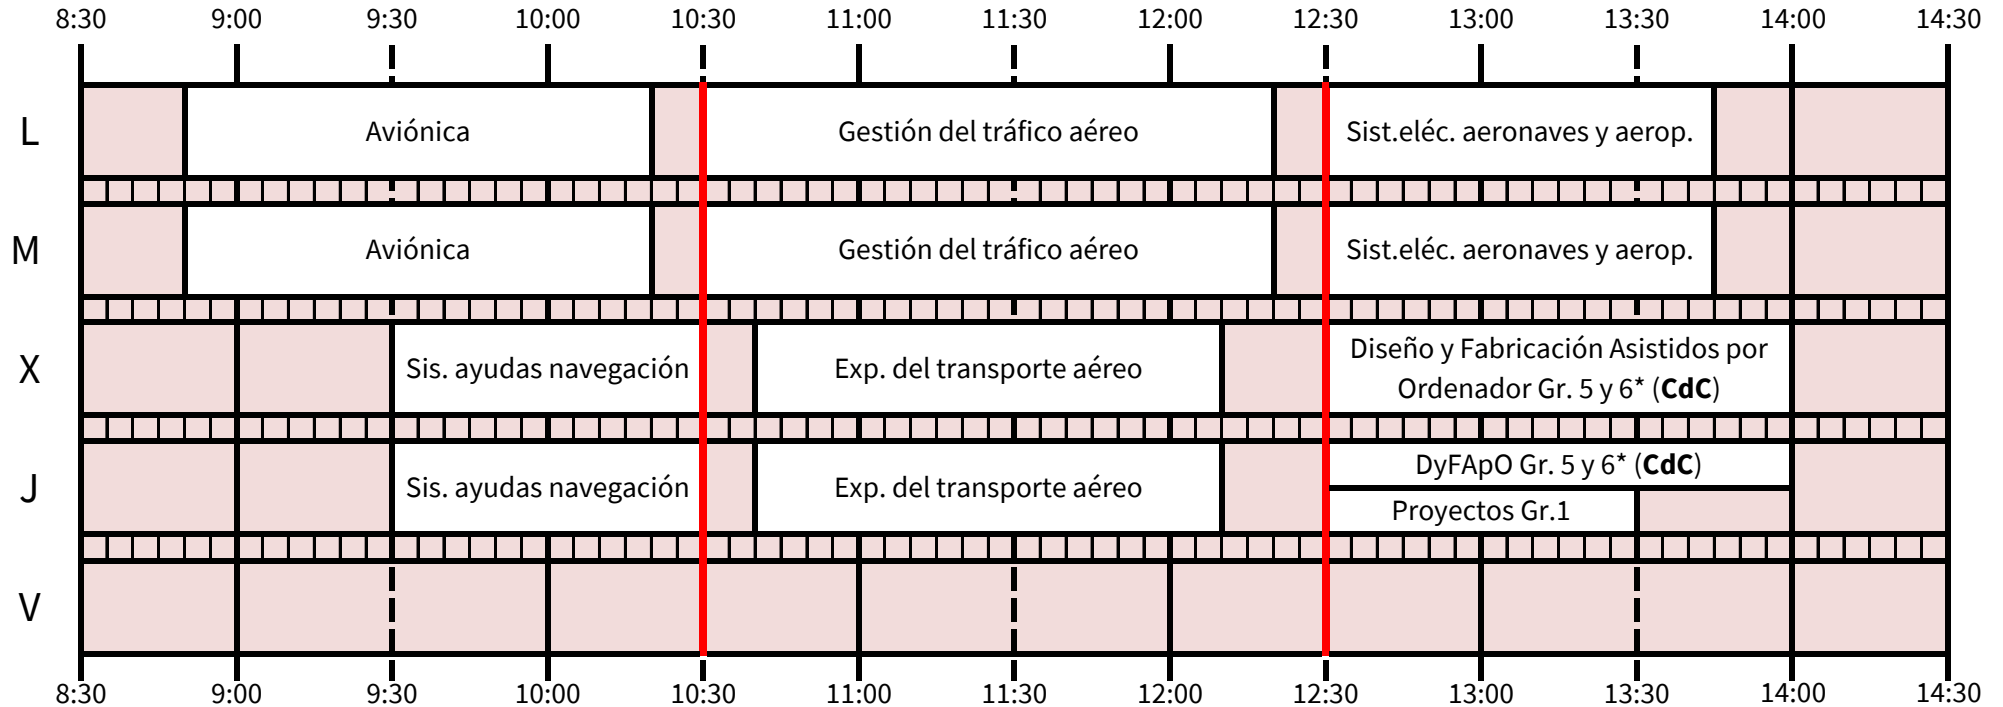 8:30 9:00 9:30 10:00 10:30 11:00 11:30 12:00 12:30 13:00 13:30 14:00 14:30
L Aviónica Gestión del tráfico aéreo Sist.eléc. aeronaves y aerop.
M Aviónica Gestión del tráfico aéreo Sist.eléc. aeronaves y aerop.
X Sis. ayudas navegación Exp. del transporte aéreo Diseño y Fabricación Asistidos por
Ordenador Gr. 5 y 6* (CdC)
J Sis. ayudas navegación Exp. del transporte aéreo DyFApO Gr. 5 y 6* (CdC)
Proyectos Gr.1
V
8:30 9:00 9:30 10:00 10:30 11:00 11:30 12:00 12:30 13:00 13:30 14:00 14:30